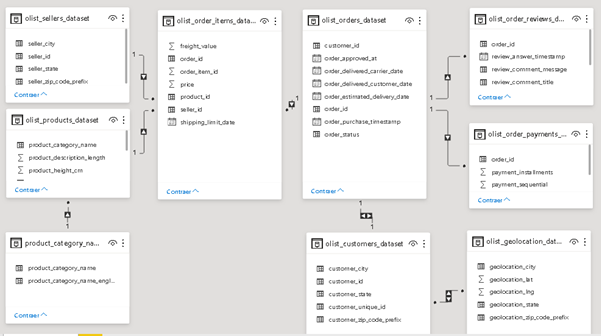 olist_sellers_dataset
seller_city
seller_id
seller_state
seller_zip_code_prefix
Contraer
olist_order_items_data...
freight_value
order_id
order_item_id
price
product_id
seller_id
shipping_limit_date
olist_orders_dataset
customer_id
order_approved_at
order_delivered_carrier_date
order_delivered_customer_date
order_estimated_delivery_date
order_id
order_purchase_timestamp
order_status
Contraer
olist_order_reviews_d...
order_id
review_answer_timestamp
review_comment_message
review_comment_title
Contraer
1
1
1
1
olist_products_dataset
product_category_name
product_description_length
product_height_cm
Contraer
1
Contraer
1
olist_order_payments_...
order_id
payment_installments
payment_sequential
Contraer
1
1
1
product_category_na...
product_category_name
product_category_name_engl...
Contraer
olist_customers_dataset
customer_city
customer_id
customer_state
customer_unique_id
customer_zip_code_prefix
olist_geolocation_dat...
geolocation_city
geolocation_lat
geolocation_lng
geolocation_state
geolocation_zip_code_prefix